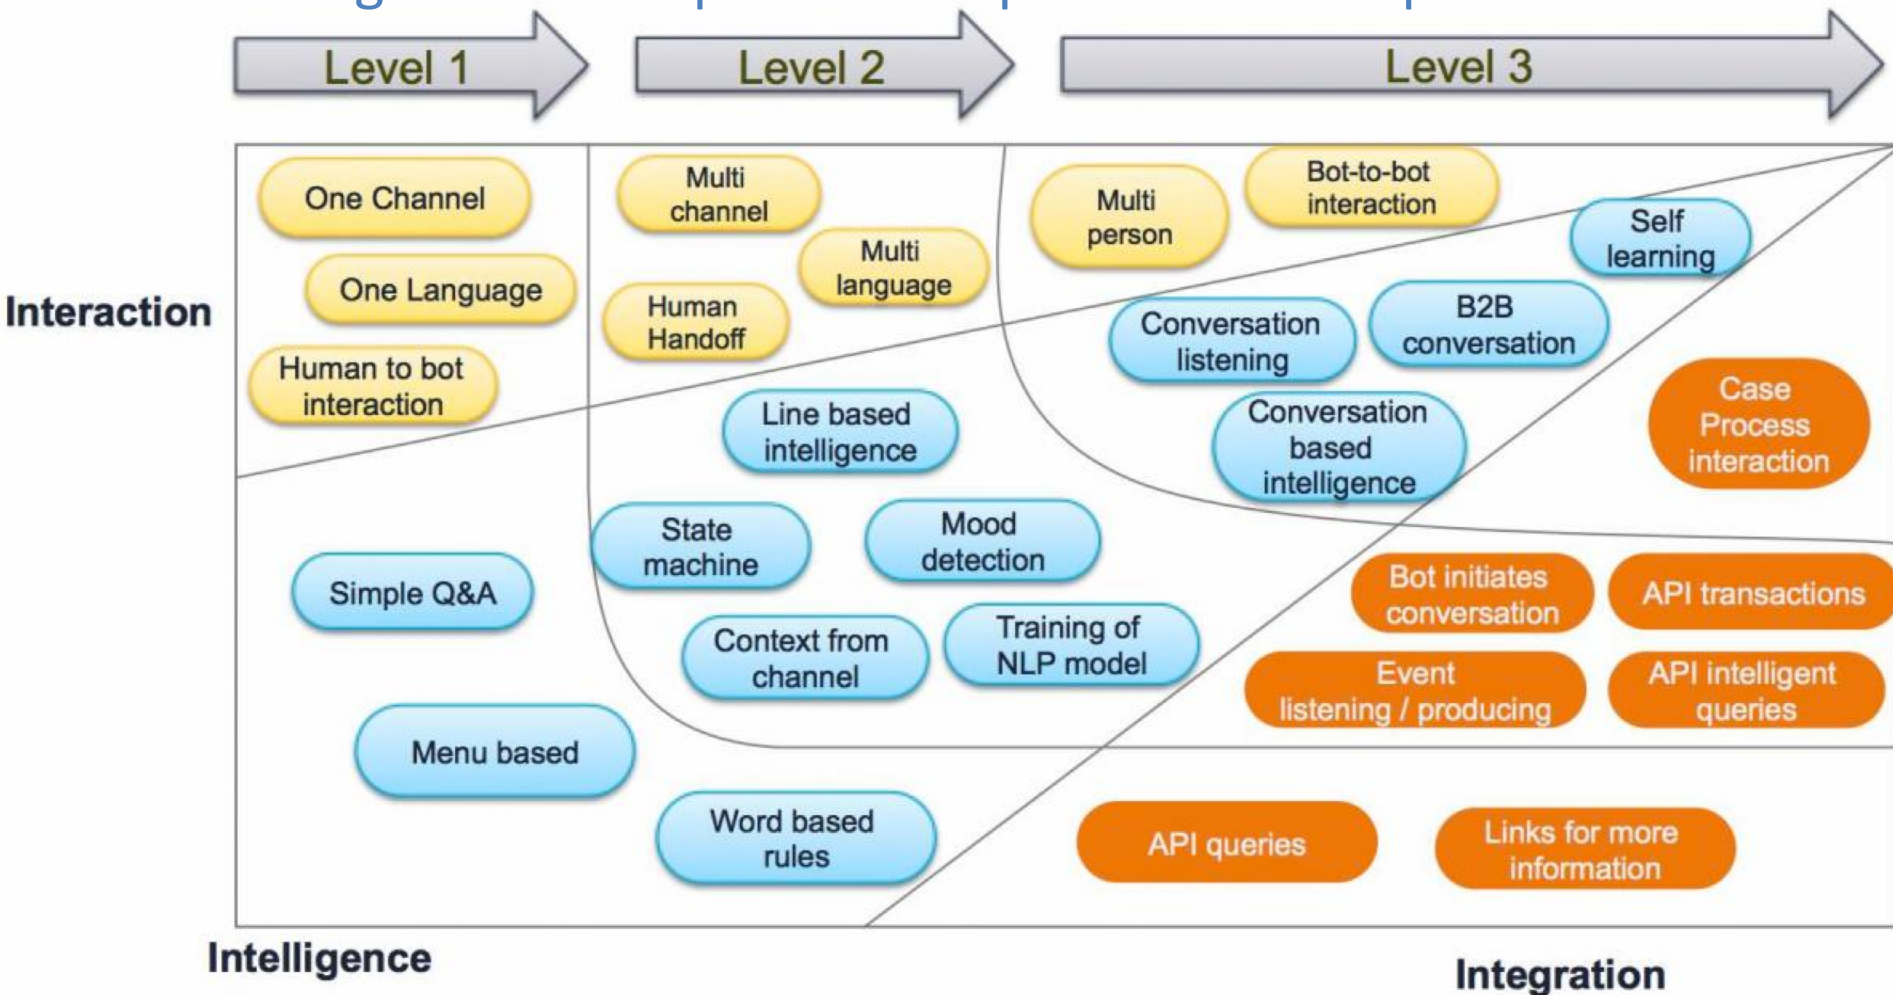 Level 1
Level 2
Level 3
Interaction
One Channel
One Language
Human to bot
interaction
Multi
channel
Multi
language
Human
Handoff
Multi
person
Bot-to-bot
interaction
Self
learning
Conversation
listening
B2B
conversation
Conversation
based
intelligence
Case
Process
interaction
Line based
intelligence
State
machine
Mood
detection
Context from
channel
Training of
NLP model
Bot initiates
conversation
API transactions
Event
listening / producing
API intelligent
queries
Simple Q&A
Menu based
Word based
rules
API queries
Links for more
information
Intelligence
Integration